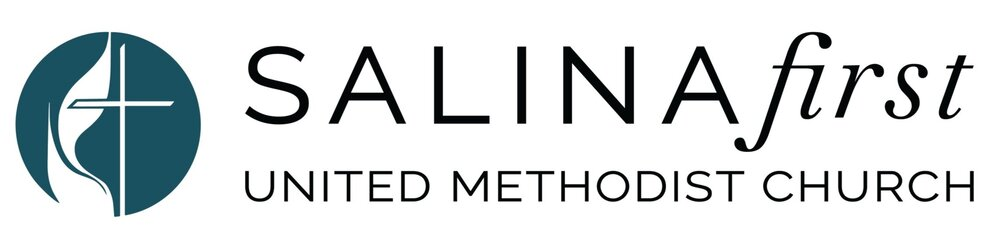 SALINA first
UNITED METHODIST CHURCH